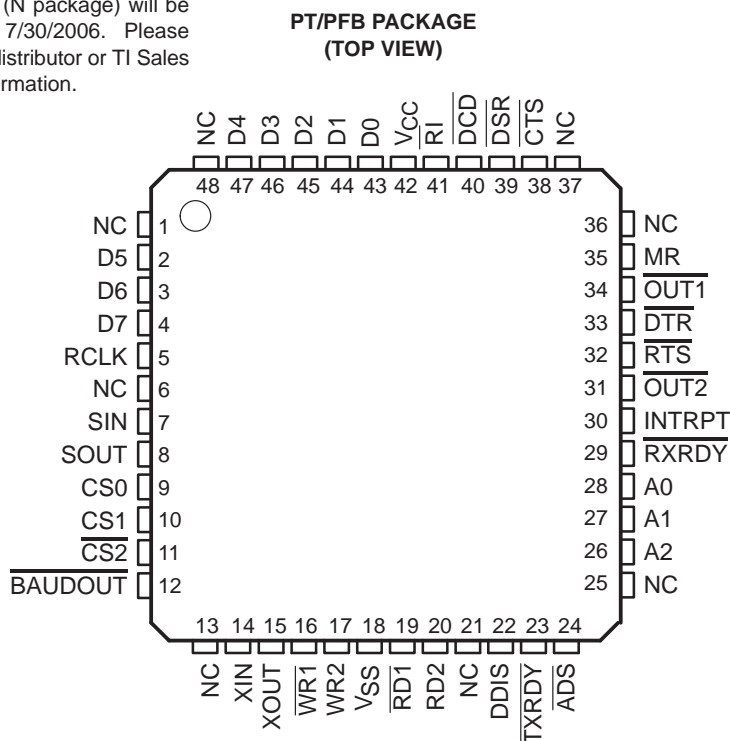 (N package) will be
7/30/2006. Please
distributor or TI Sales
PT/PFB PACKAGE
(TOP VIEW)
NC D4 D3 D2 D1 D0 VCC RI DCD DSR CTS NC
48 47 46 45 44 43 42 41 40 39 38 37
NC 1
D5 2
D6 3
D7 4
RCLK 5
NC 6
SIN 7
SOUT 8
CS0 9
CS1 10
CS2 11
BAUDOUT 12
36 NC
35 MR
34 OUT1
33 DTR
32 RTS
31 OUT2
30 INTRPT
29 RXRDY
28 A0
27 A1
26 A2
25 NC
13 14 15 16 17 18 19 20 21 22 23 24
NC XIN XOUT WR1 WR2 VSS RD1 RD2 NC DDIS TXRDY ADS